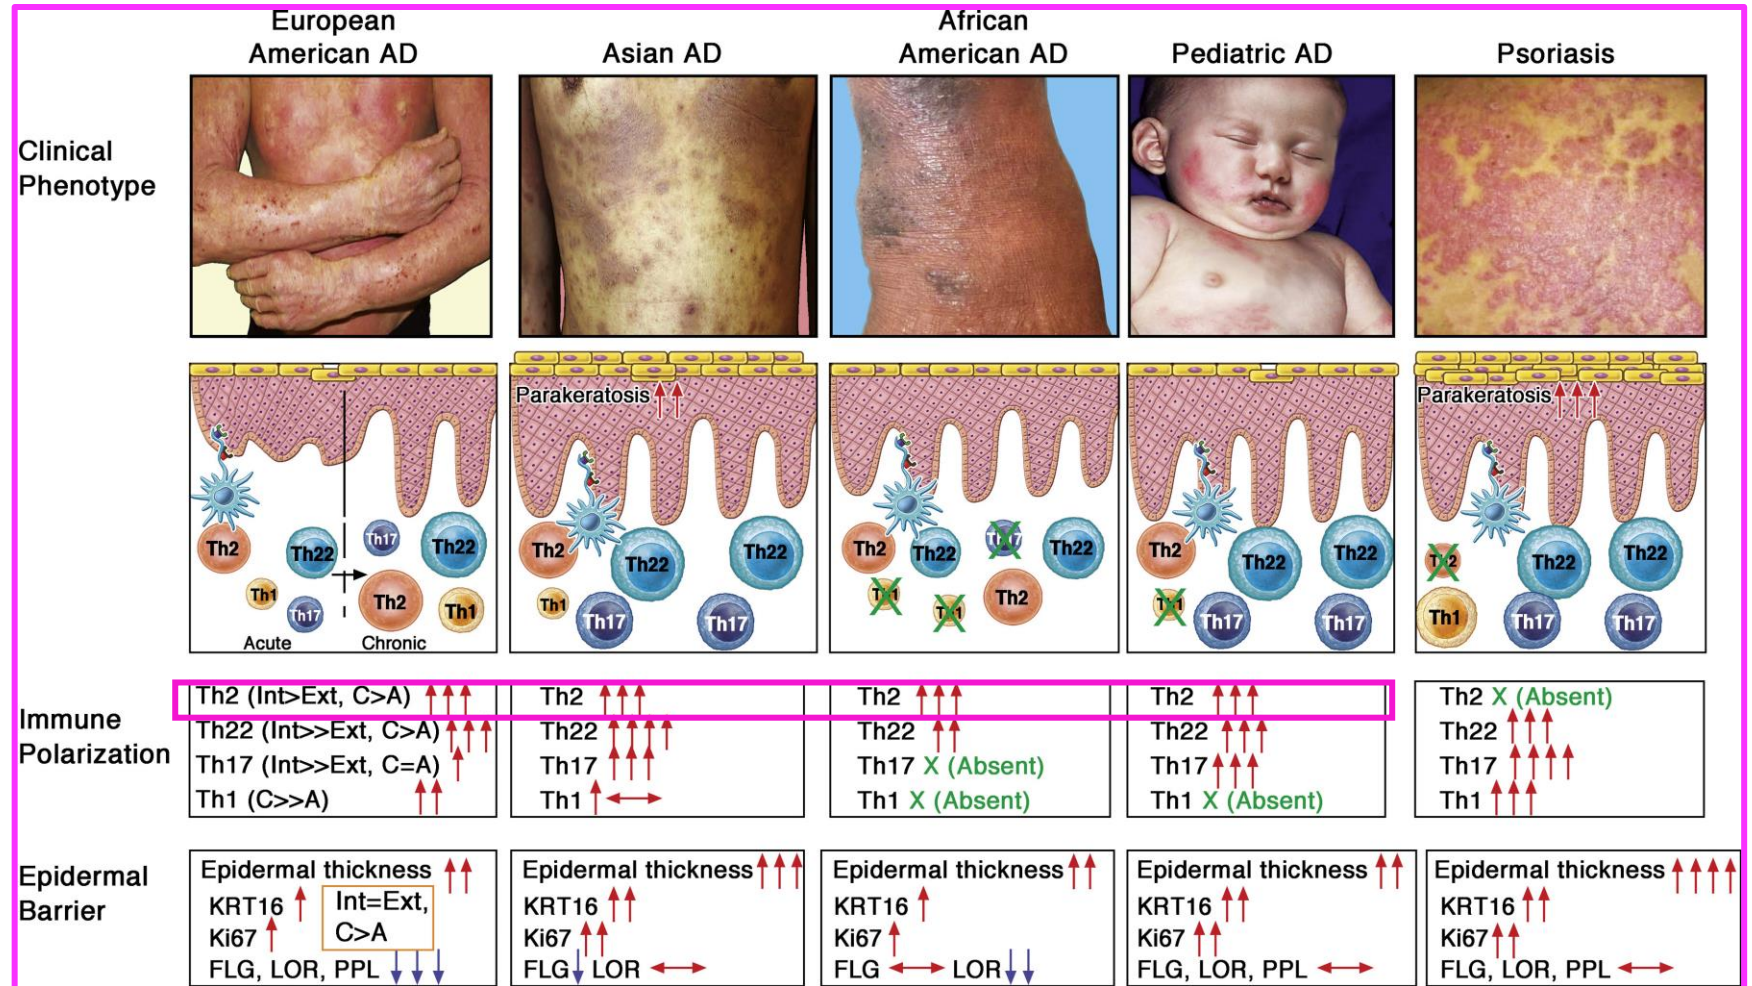 European
American AD
Asian AD
African
American AD
Pediatric AD
Psoriasis
Clinical
Phenotype
Parakeratosis
Parakeratosis
Th2
Th22
Th1
Th17
Acute
Th17
Th22
Th2
Th1
Chronic
Th2
Th22
Th22
Th1
Th17
Th17
Th2
Th22
Th17
Th22
Th1
Th1
Th2
Th2
Th22
Th22
Th1
Th17
Th17
Th2
Th22
Th22
Th1
Th17
Th17
Immune
Polarization
Th2 (Int>Ext, C>A) ↑↑↑
Th22 (Int>>Ext, C>A) ↑↑↑
Th17 (Int>>Ext, C=A) ↑
Th1 (C>>A) ↑↑
Th2 ↑↑↑
Th22 ↑↑↑↑
Th17 ↑↑↑
Th1 ↑ ↔
Th2 ↑↑↑
Th22 ↑↑
Th17 X (Absent)
Th1 X (Absent)
Th2 ↑↑↑
Th22 ↑↑↑
Th17 ↑↑↑
Th1 X (Absent)
Th2 X (Absent)
Th22 ↑↑↑
Th17 ↑↑↑↑
Th1 ↑↑↑
Epidermal
Barrier
Epidermal thickness ↑↑
KRT16 ↑
Ki67 ↑
Int=Ext,
C>A
FLG, LOR, PPL ↓↓↓
Epidermal thickness ↑↑↑
KRT16 ↑↑
Ki67 ↑↑
FLG ↓ LOR ↔
Epidermal thickness ↑↑
KRT16 ↑
Ki67 ↑
FLG ↔ LOR ↓↓
Epidermal thickness ↑↑
KRT16 ↑↑
Ki67 ↑↑
FLG, LOR, PPL ↔
Epidermal thickness ↑↑↑↑
KRT16 ↑↑
Ki67 ↑↑
FLG, LOR, PPL ↔